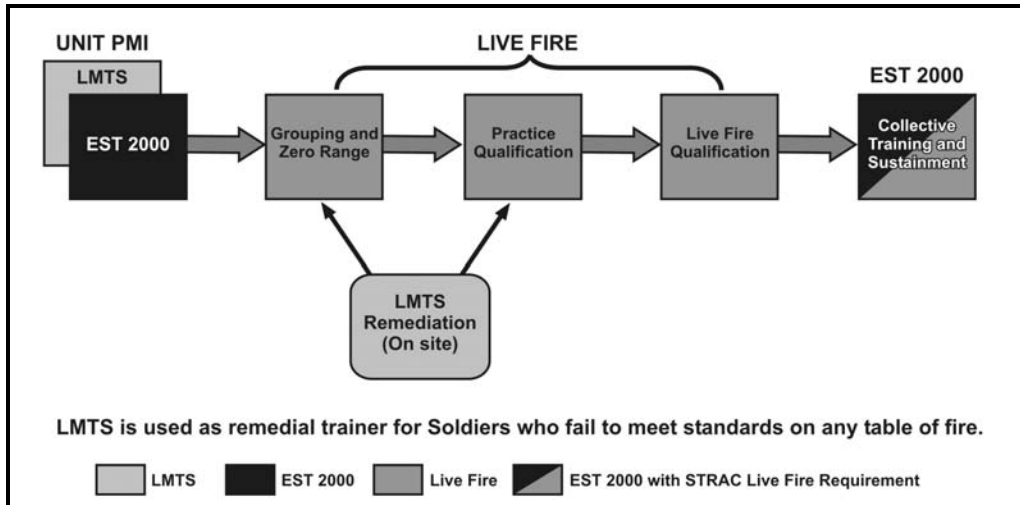 UNIT PMI
LMTS
EST 2000
LIVE FIRE
Grouping and
Zero Range
Practice
Qualification
Live Fire
Qualification
EST 2000
Collective
Training and
Sustainment
LMTS
Remediation
(On site)
LMTS is used as remedial trainer for Soldiers who fail to meet standards on any table of fire.
LMTS
EST 2000
Live Fire
EST 2000 with STRAC Live Fire Requirement